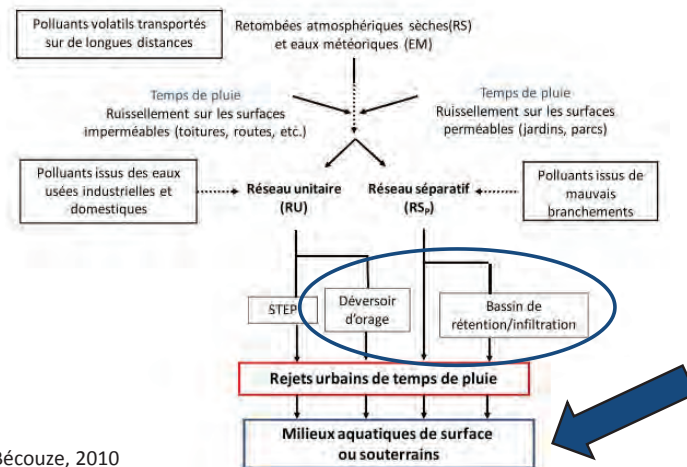 Polluants volatils transportés
sur de longues distances
Retombées atmosphériques sèches(RS)
et eaux météoriques (EM)
Temps de pluie
Ruissellement sur les surfaces
imperméables (toitures, routes, etc.)
Temps de pluie
Ruissellement sur les surfaces
perméables (jardins, parcs)
Polluants issus des eaux
usées industrielles et
domestiques
Réseau unitaire
(RU)
Réseau séparatif
(RSP)
Polluants issus de
mauvais
branchements
STEP
Déversoir
d'orage
Bassin de
rétention/infiltration
Rejets urbains de temps de pluie
Milieux aquatiques de surface
ou souterrains
Bécouze, 2010